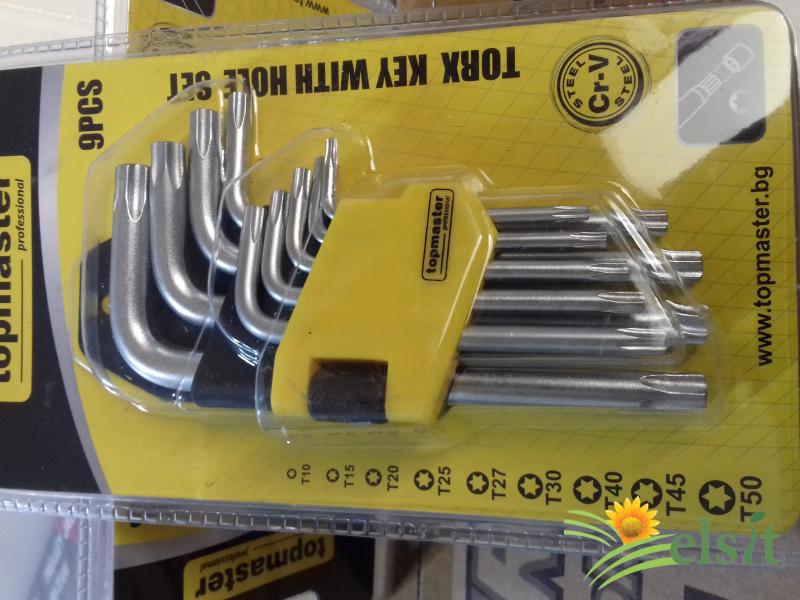 topmaster
professional
9PCS
TORX KEY WITH HOLE SET
STEEL
Cr-V
STEEL
topmaster
professional
www.topmaster.bg
T10
T15
T20
T25
T27
T30
T40
T45
T50
topmaster
professional
elsit